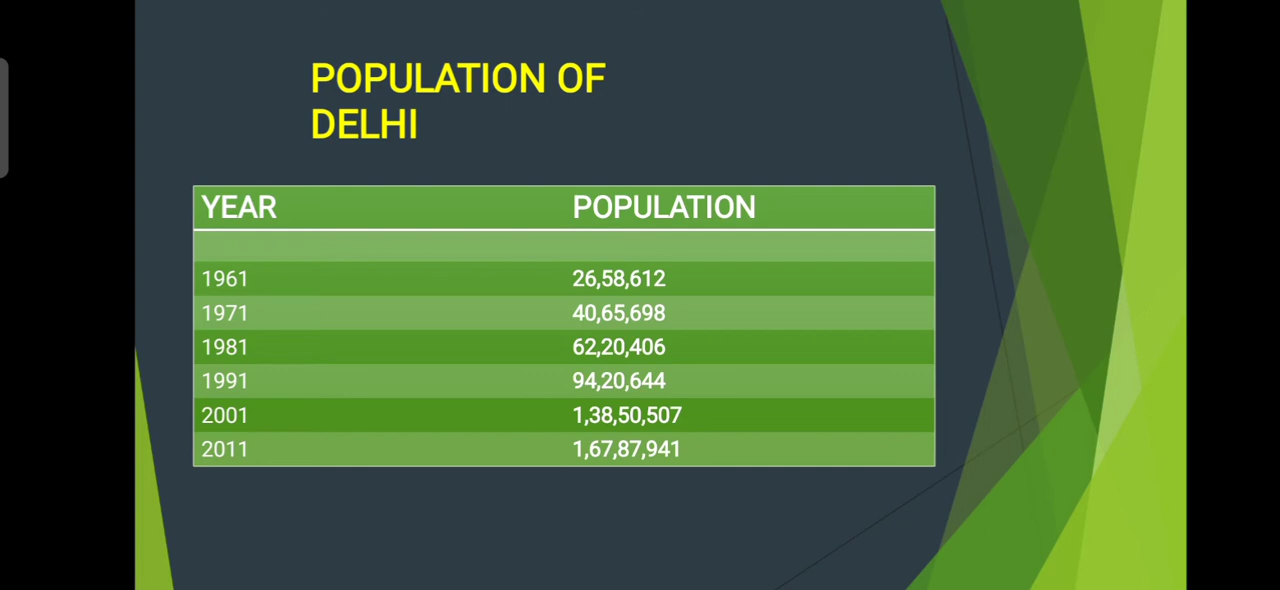 POPULATION OF
DELHI
YEAR POPULATION
1961 26,58,612
1971 40,65,698
1981 62,20,406
1991 94,20,644
2001 1,38,50,507
2011 1,67,87,941